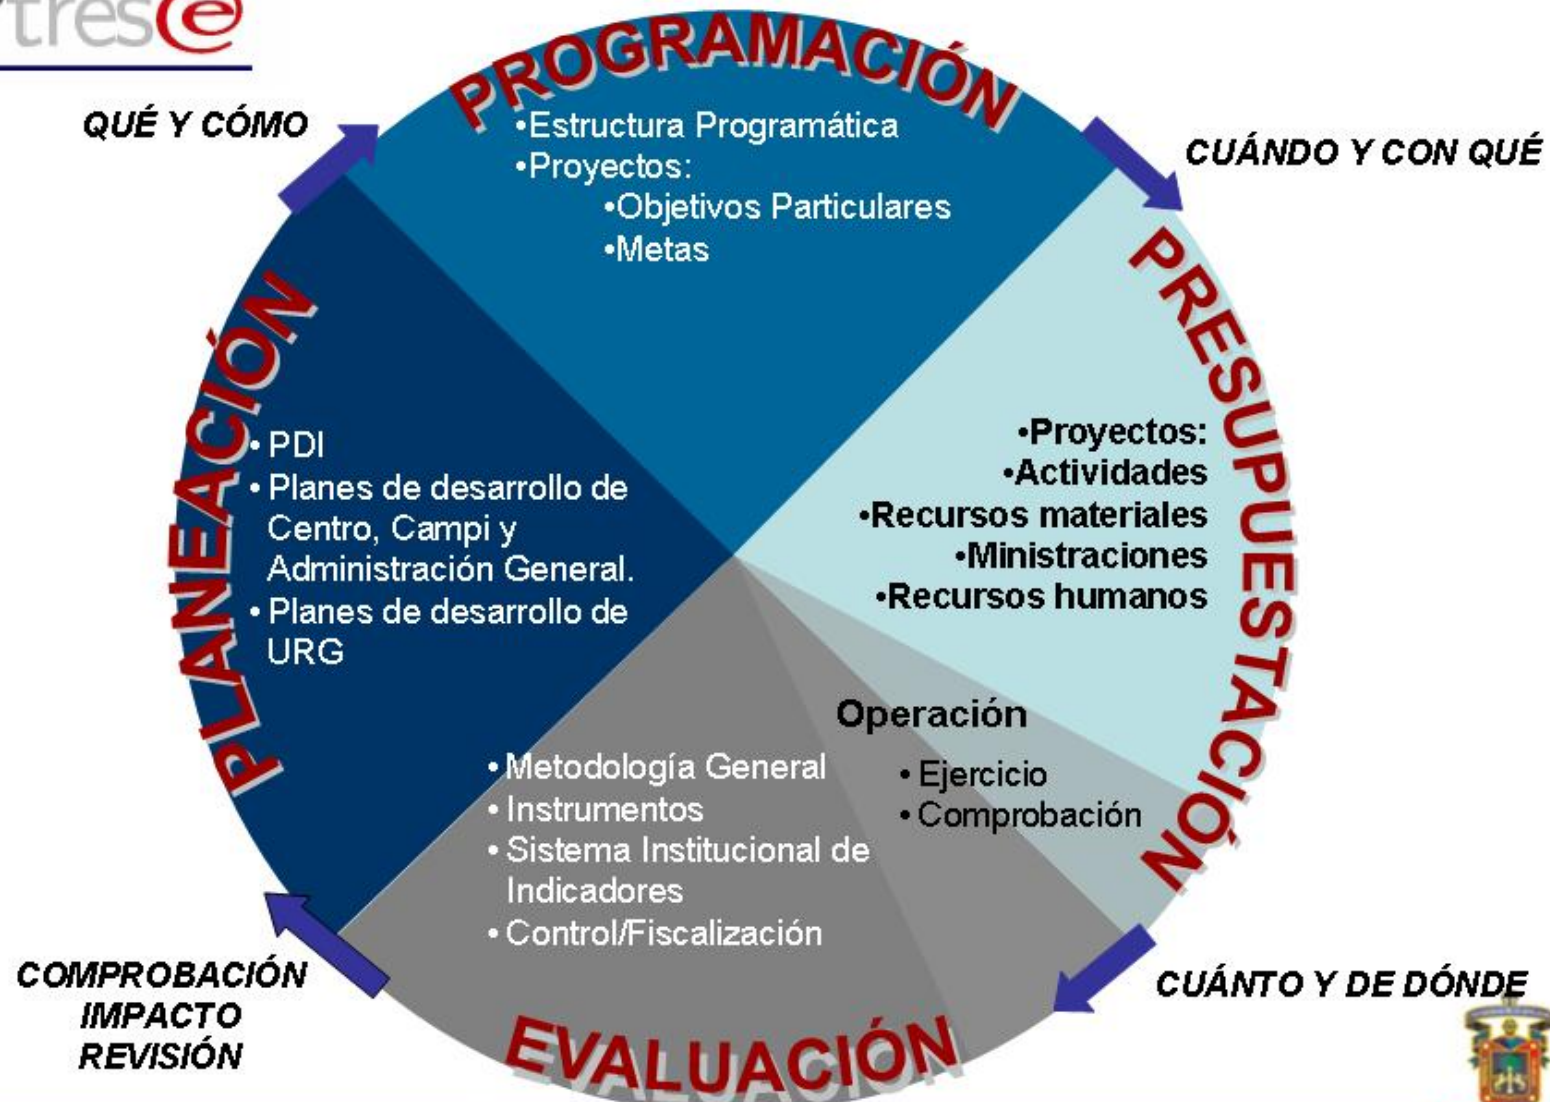 tres e
PROGRAMACIÓN
QUÉ Y CÓMO
•Estructura Programática
•Proyectos:
•Objetivos Particulares
•Metas
CUÁNDO Y CON QUÉ
PLANEACIÓN
• PDI
• Planes de desarrollo de
Centro, Campi y
Administración General.
• Planes de desarrollo de
URG
PRESUPUESTACIÓN
•Proyectos:
•Actividades
•Recursos materiales
•Ministraciones
•Recursos humanos
Operación
• Ejercicio
• Comprobación
• Metodología General
• Instrumentos
• Sistema Institucional de
Indicadores
• Control/Fiscalización
EVALUACIÓN
COMPROBACIÓN
IMPACTO
REVISIÓN
CUÁNTO Y DE DÓNDE